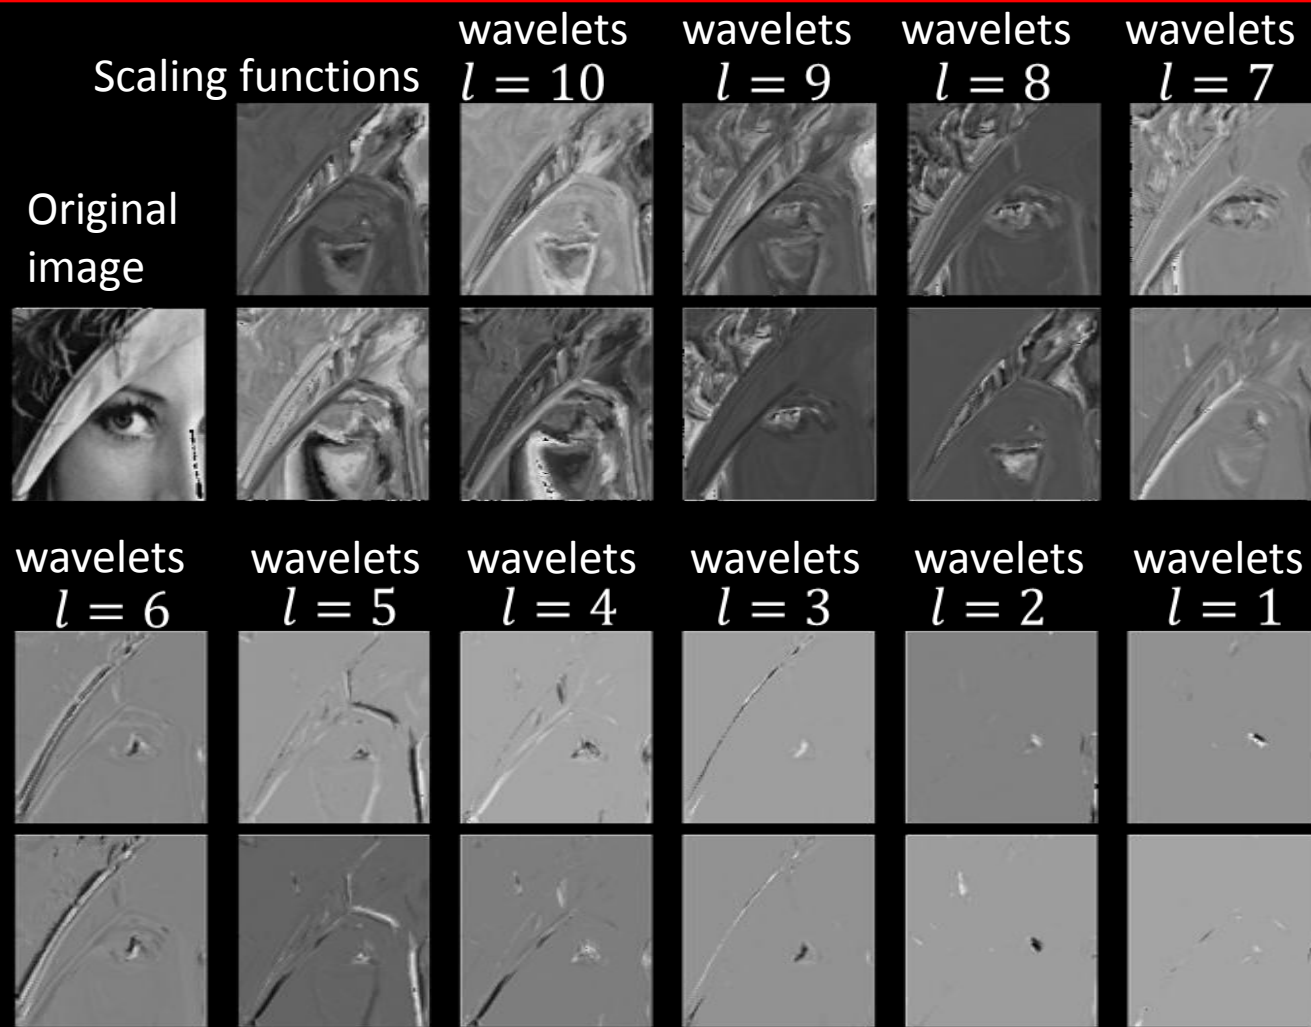 Scaling functions
wavelets
l = 10
wavelets
l = 9
wavelets
l = 8
wavelets
l = 7
Original
image
wavelets
l = 6
wavelets
l = 5
wavelets
l = 4
wavelets
l = 3
wavelets
l = 2
wavelets
l = 1